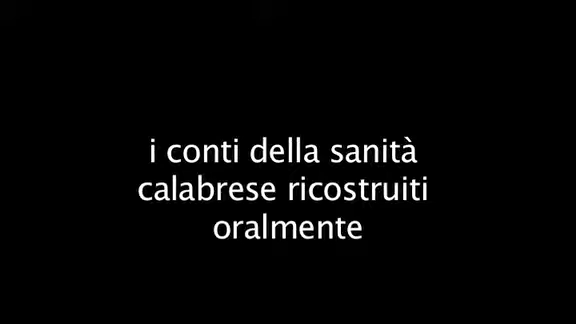 i conti della sanità
calabrese ricostruiti
oralmente